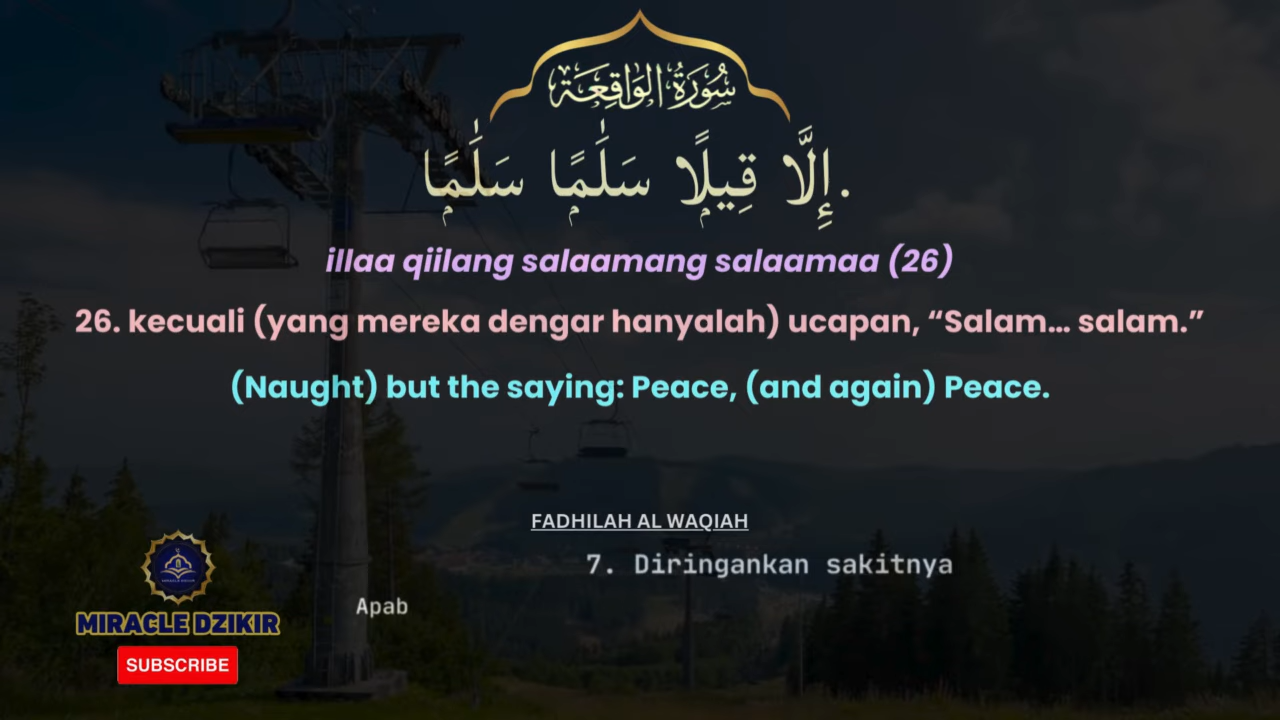 سُورَةُ الوَاقِعَة
إِلَّا قِيلًا سَلَٰمًا سَلَٰمًا.
illaa qiilang salaamang salaamaa (26)
26. kecuali (yang mereka dengar hanyalah) ucapan, “Salam... salam.”
(Naught) but the saying: Peace, (and again) Peace.
FADHILAH AL WAQIAH
7. Diringankan sakitnya
Apab
MIRACLE DZIKIR
SUBSCRIBE